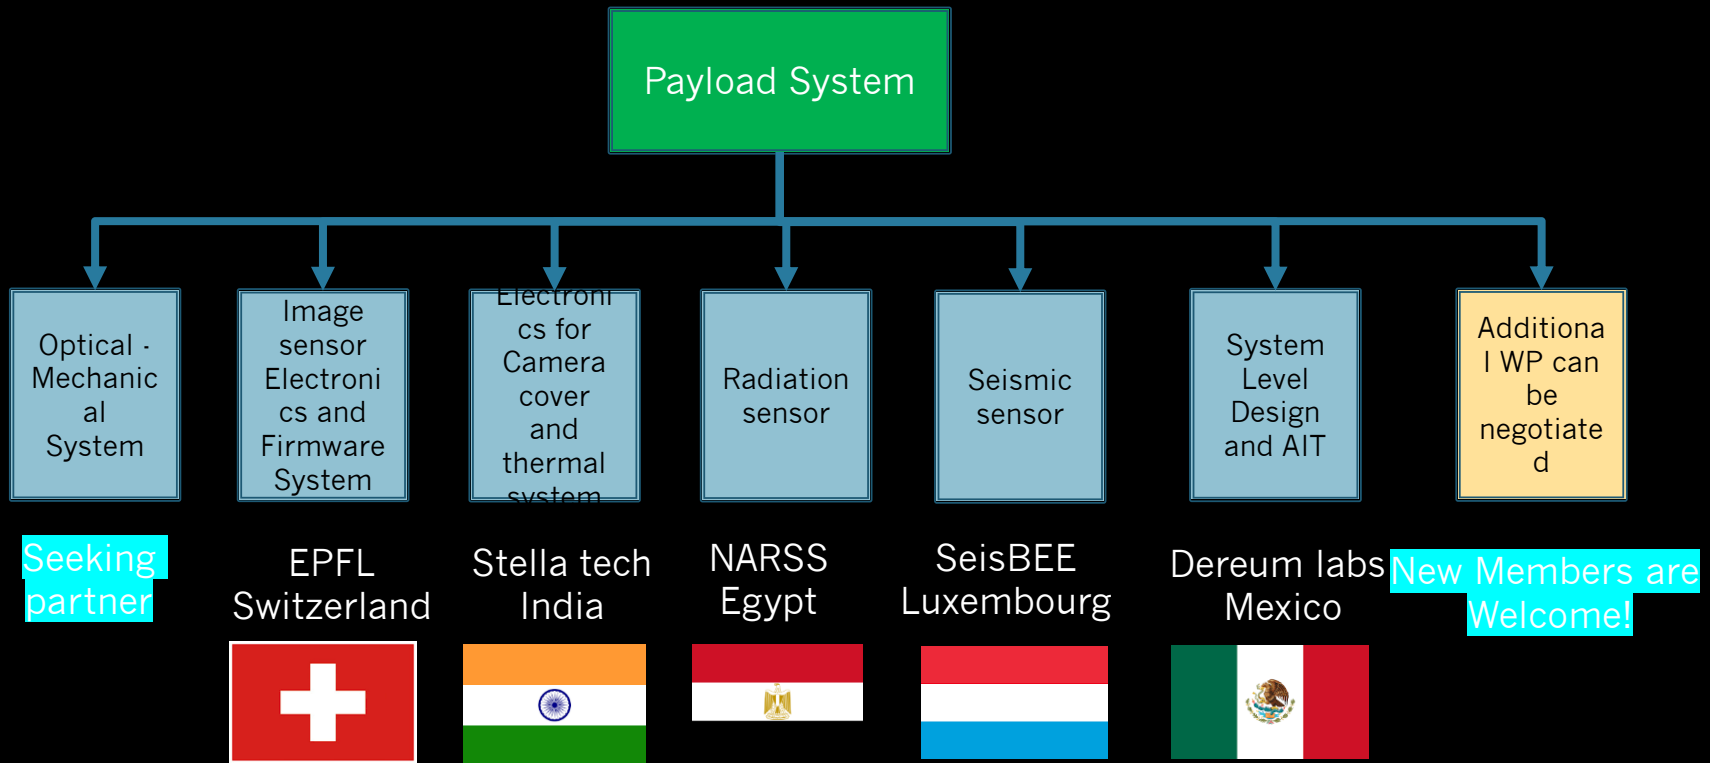 Payload System
Optical -
Mechanic
al
System
Image
sensor
Electroni
cs and
Firmware
System
Electroni
cs for
Camera
cover
and
thermal
system
Radiation
sensor
Seismic
sensor
System
Level
Design
and AIT
Additiona
l WP can
be
negotiate
d
Seeking
partner
EPFL
Switzerland
Stella tech
India
NARSS
Egypt
SeisBEE
Luxembourg
Dereum labs
Mexico
New Members are
Welcome!